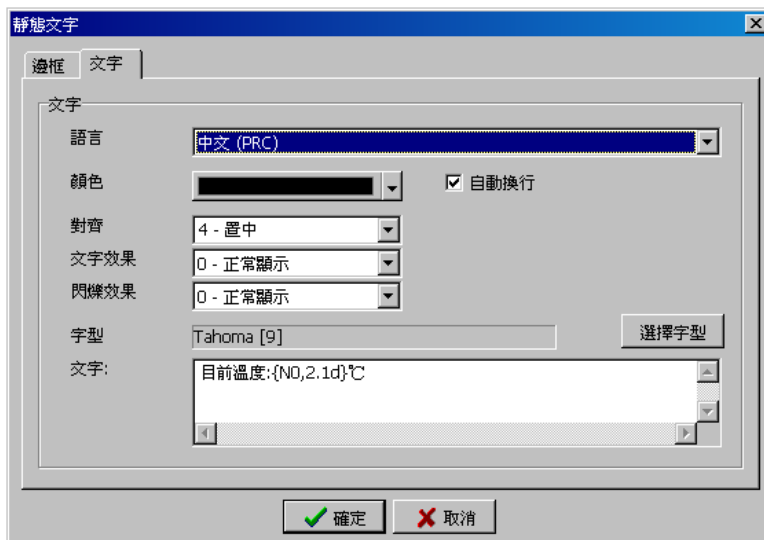 靜態文字
邊框 文字
文字
語言 中文 (PRC)
顏色 自動換行
對齊 4 - 置中
文字效果 0 - 正常顯示
閃爍效果 0 - 正常顯示
字型 Tahoma [9] 選擇字型
文字: 目前溫度:{N0,2.1d}℃
確定 取消